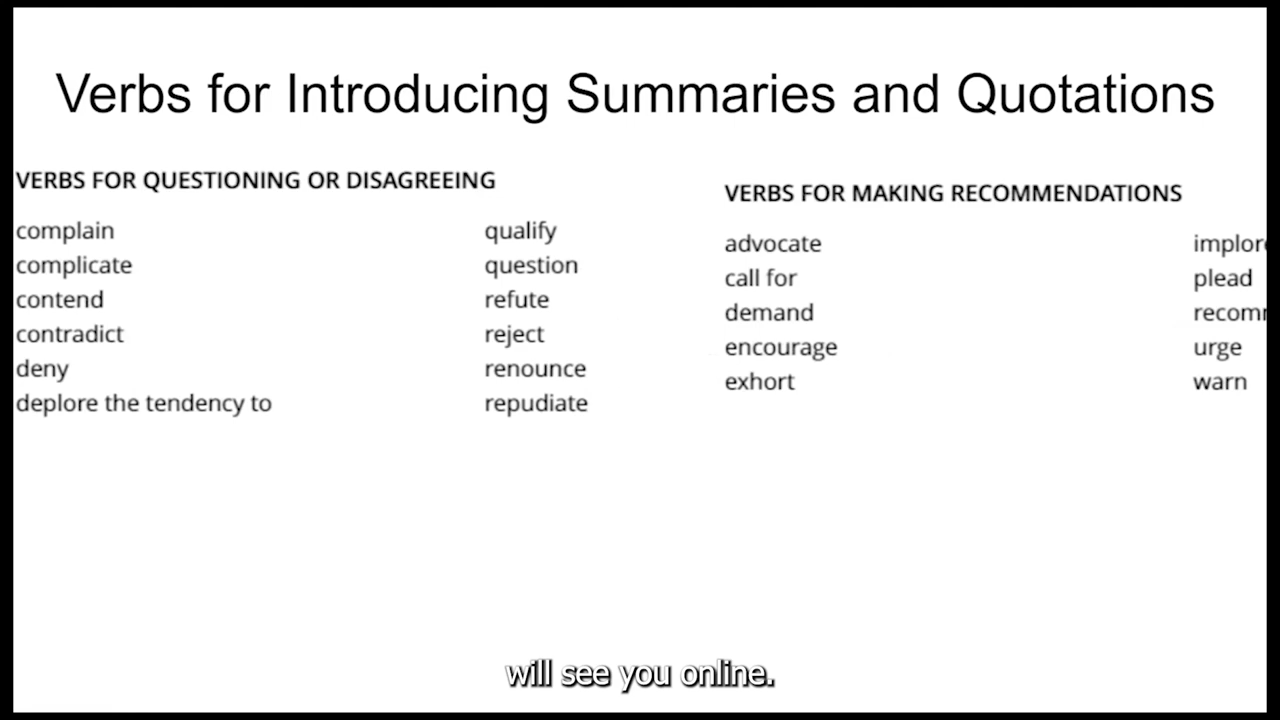 Verbs for Introducing Summaries and Quotations
VERBS FOR QUESTIONING OR DISAGREEING
complain
complicate
contend
contradict
deny
deplore the tendency to
qualify
question
refute
reject
renounce
repudiate
VERBS FOR MAKING RECOMMENDATIONS
advocate
call for
demand
encourage
exhort
plead
urge
warn
will see you online.